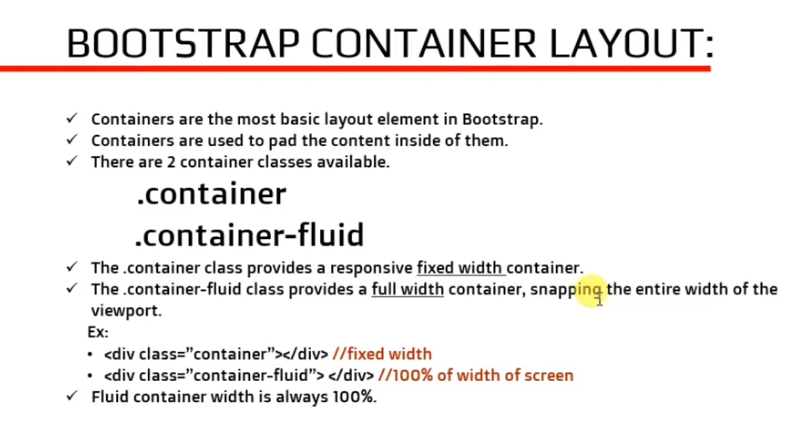 BOOTSTRAP CONTAINER LAYOUT:
✓ Containers are the most basic layout element in Bootstrap.
✓ Containers are used to pad the content inside of them.
✓ There are 2 container classes available.
.container
.container-fluid
✓ The .container class provides a responsive fixed width container.
✓ The .container-fluid class provides a full width container, snapping the entire width of the
viewport.
Ex:
• <div class=”container”></div> //fixed width
• <div class=”container-fluid”> </div> //100% of width of screen
✓ Fluid container width is always 100%.